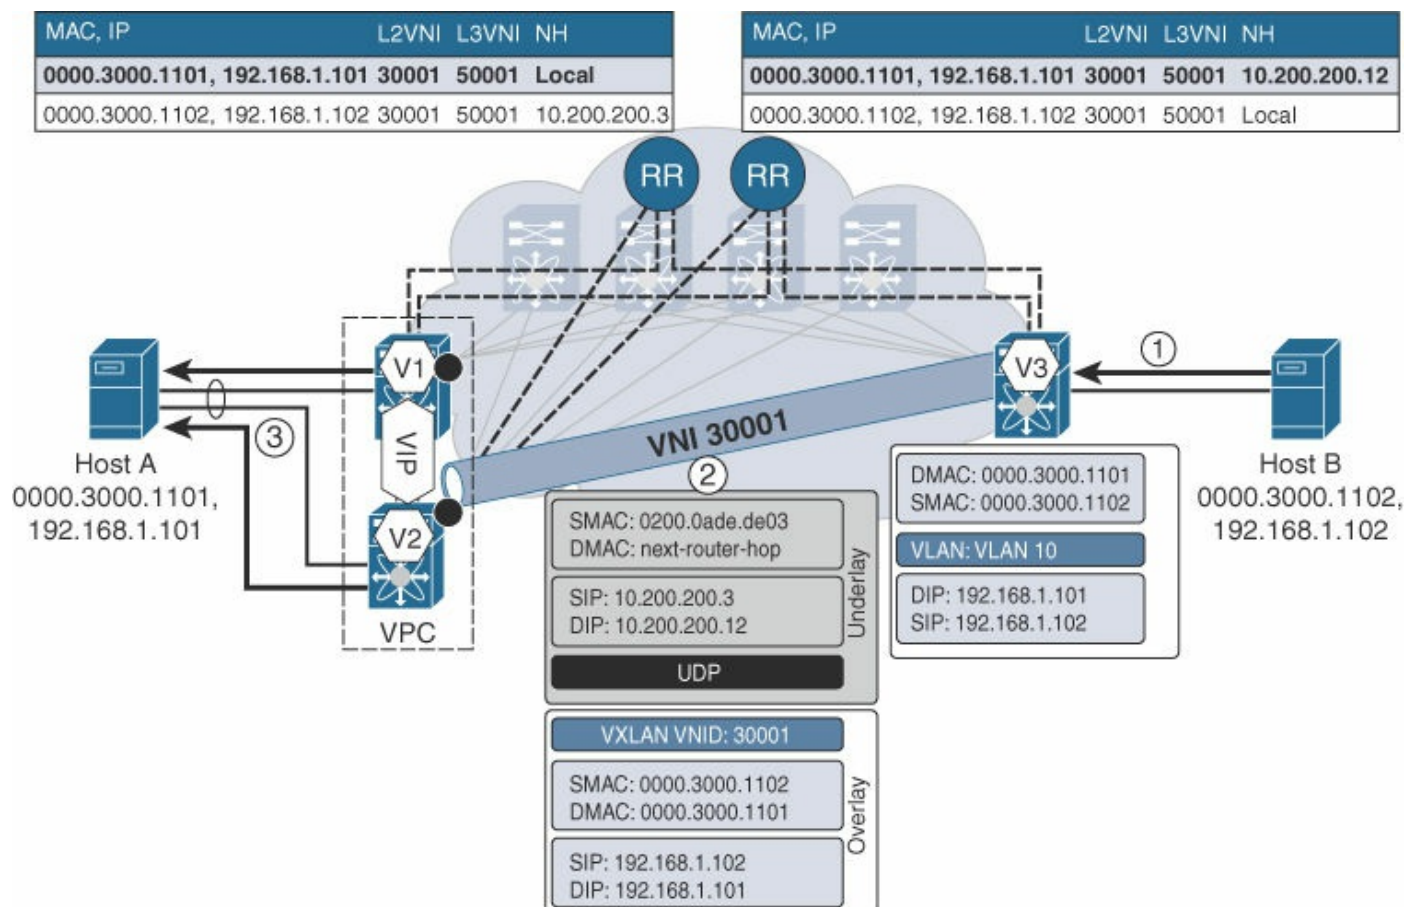 MAC, IP L2VNI L3VNI NH
0000.3000.1101, 192.168.1.101 30001 50001 Local
0000.3000.1102, 192.168.1.102 30001 50001 10.200.200.3
MAC, IP L2VNI L3VNI NH
0000.3000.1101, 192.168.1.101 30001 50001 10.200.200.12
0000.3000.1102, 192.168.1.102 30001 50001 Local
RR
RR
V1
VIP
V2
VPC
V3
1
2
3
VNI 30001
Host A
0000.3000.1101,
192.168.1.101
Host B
0000.3000.1102,
192.168.1.102
DMAC: 0000.3000.1101
SMAC: 0000.3000.1102
VLAN: VLAN 10
DIP: 192.168.1.101
SIP: 192.168.1.102
SMAC: 0200.0ade.de03
DMAC: next-router-hop
SIP: 10.200.200.3
DIP: 10.200.200.12
UDP
Underlay
VXLAN VNID: 30001
SMAC: 0000.3000.1102
DMAC: 0000.3000.1101
SIP: 192.168.1.102
DIP: 192.168.1.101
Overlay